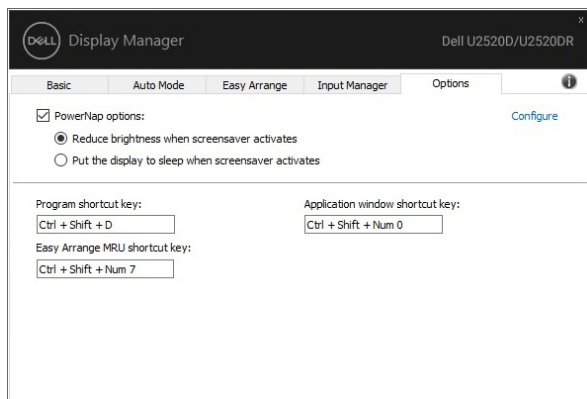 x
DELL Display Manager
Dell U2520D/U2520DR
Basic Auto Mode Easy Arrange Input Manager Options
PowerNap options:
Configure
Reduce brightness when screensaver activates
Put the display to sleep when screensaver activates
Program shortcut key:
Application window shortcut key:
Ctrl + Shift + D
Ctrl + Shift + Num 0
Easy Arrange MRU shortcut key:
Ctrl + Shift + Num 7